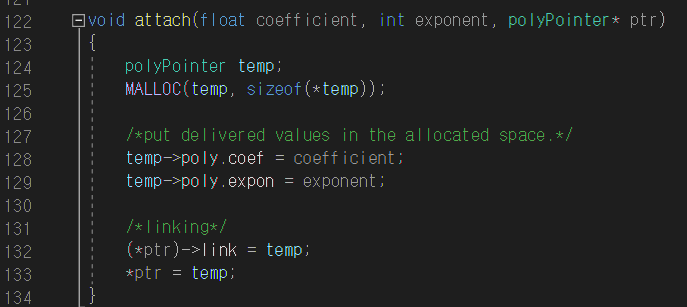 122 void attach(float coefficient, int exponent, polyPointer* ptr)
123 {
124 polyPointer temp;
125 MALLOC(temp, sizeof(*temp));
126
127 /*put delivered values in the allocated space.*/
128 temp->poly.coef = coefficient;
129 temp->poly.expon = exponent;
130
131 /*linking*/
132 (*ptr)->link = temp;
133 *ptr = temp;
134 }